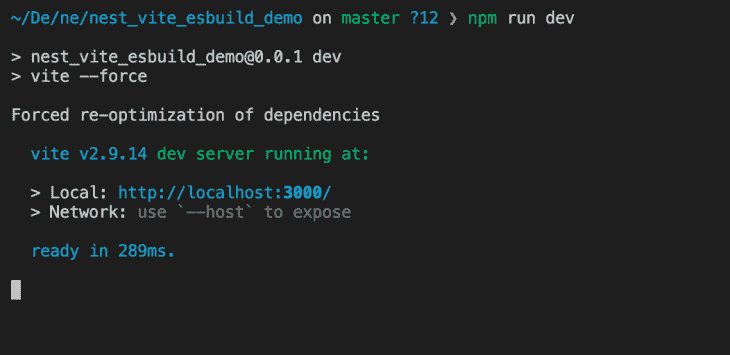 ~/De/ne/nest_vite_esbuild_demo on master ?12 ❯ npm run dev
> nest_vite_esbuild_demo@0.0.1 dev
> vite --force
Forced re-optimization of dependencies
vite v2.9.14 dev server running at:
> Local: http://localhost:3000/
> Network: use `--host` to expose
ready in 289ms.